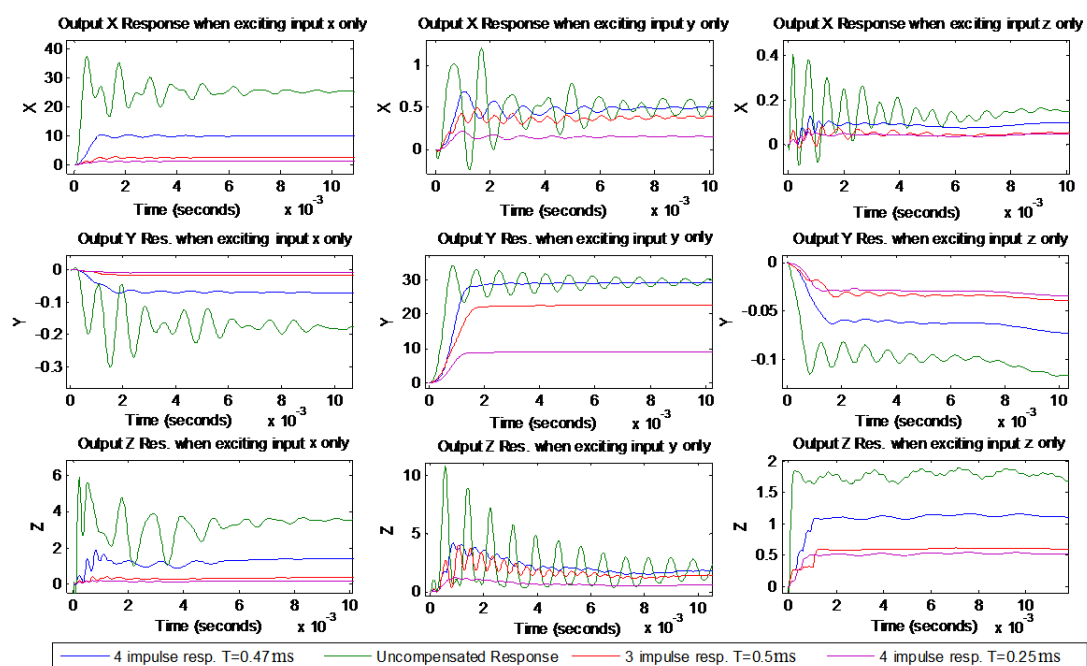 Output X Response when exciting input x only
Output X Response when exciting input y only
Output X Response when exciting input z only
X
40
30
20
10
0
0 2 4 6 8 10
Time (seconds) x 10^-3
X
1
0.5
0
0 2 4 6 8 10
Time (seconds) x 10^-3
X
0.4
0.2
0
0 2 4 6 8 10
Time (seconds) x 10^-3
Output Y Res. when exciting input x only
Output Y Res. when exciting input y only
Output Y Res. when exciting input z only
Y
0
-0.1
-0.2
-0.3
0 2 4 6 8 10
Time (seconds) x 10^-3
Y
30
20
10
0
0 2 4 6 8 10
Time (seconds) x 10^-3
Y
0
-0.05
-0.1
0 2 4 6 8 10
Time (seconds) x 10^-3
Output Z Res. when exciting input x only
Output Z Res. when exciting input y only
Output Z Res. when exciting input z only
Z
6
4
2
0
0 2 4 6 8 10
Time (seconds) x 10^-3
Z
10
5
0
0 2 4 6 8 10
Time (seconds) x 10^-3
Z
2
1.5
1
0.5
0
0 2 4 6 8 10
Time (seconds) x 10^-3
4 impulse resp. T=0.47ms Uncompensated Response 3 impulse resp. T=0.5ms 4 impulse resp. T=0.25ms